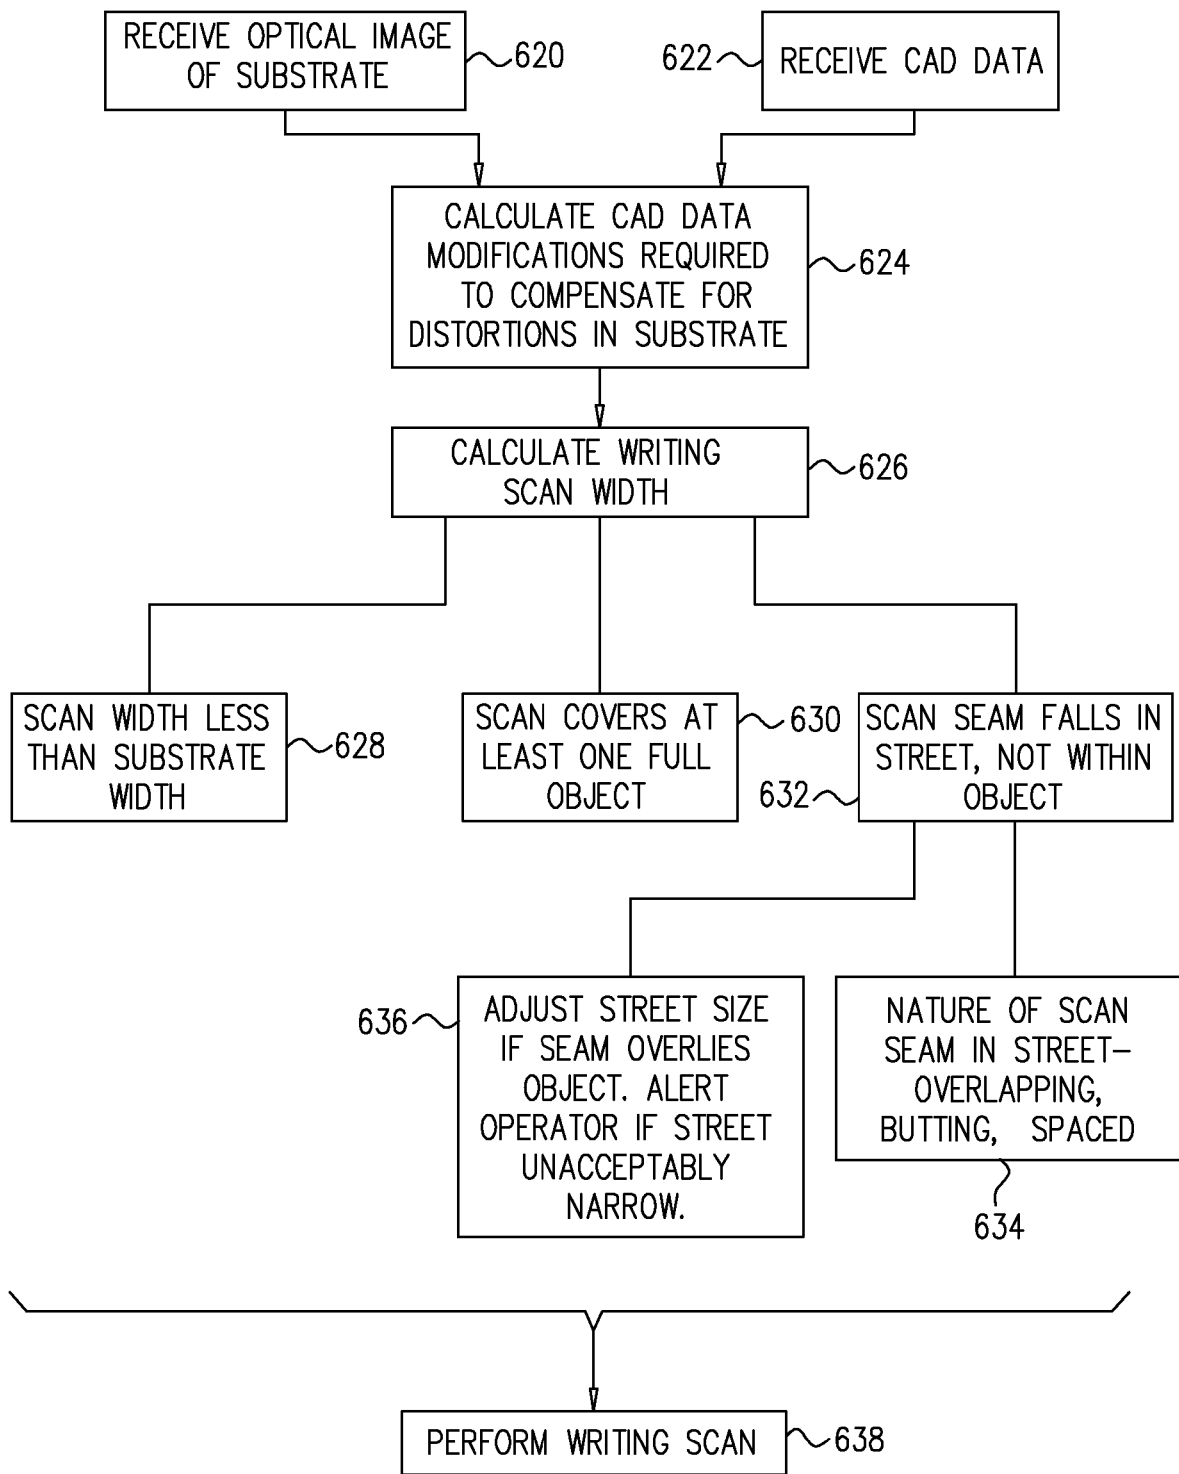 RECEIVE OPTICAL IMAGE
OF SUBSTRATE
620
622
RECEIVE CAD DATA
CALCULATE CAD DATA
MODIFICATIONS REQUIRED
TO COMPENSATE FOR
DISTORTIONS IN SUBSTRATE
624
CALCULATE WRITING
SCAN WIDTH
626
SCAN WIDTH LESS
THAN SUBSTRATE
WIDTH
628
SCAN COVERS AT
LEAST ONE FULL
OBJECT
630
SCAN SEAM FALLS IN
STREET, NOT WITHIN
OBJECT
632
636
ADJUST STREET SIZE
IF SEAM OVERLIES
OBJECT. ALERT
OPERATOR IF STREET
UNACCEPTABLY
NARROW.
NATURE OF SCAN
SEAM IN STREET–
OVERLAPPING,
BUTTING, SPACED
634
PERFORM WRITING SCAN
638